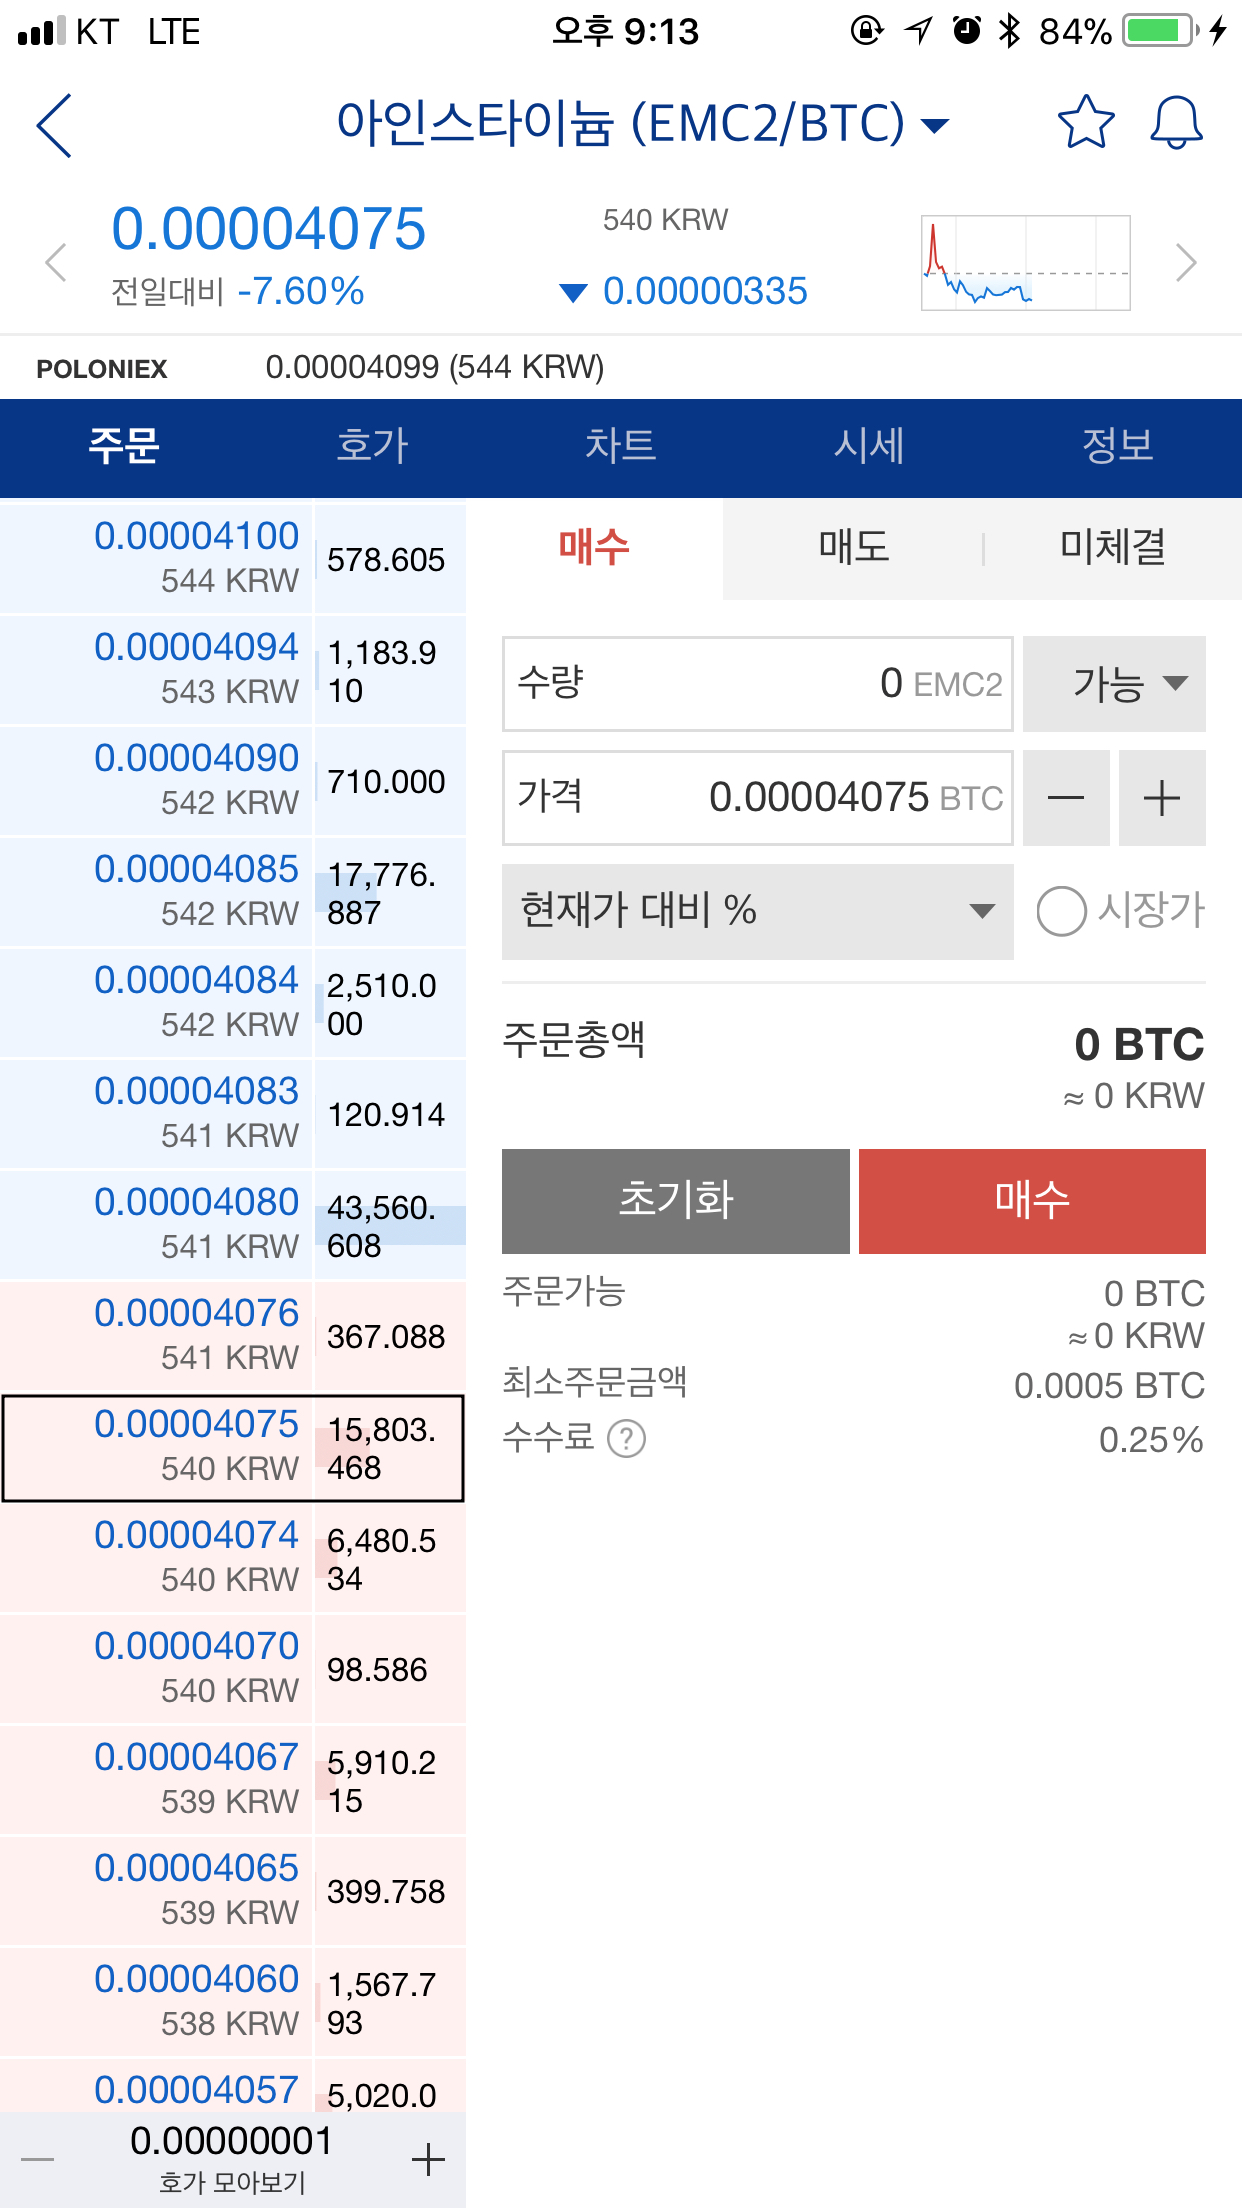 KT LTE 오후 9:13 84%
아인스타이늄 (EMC2/BTC)
0.00004075 540 KRW
전일대비 -7.60% ▼ 0.00000335
POLONIEX 0.00004099 (544 KRW)
주문 호가 차트 시세 정보
매수 매도 미체결
0.00004100
544 KRW
578.605
0.00004094
543 KRW
1,183.9
10
0.00004090
542 KRW
710.000
0.00004085
542 KRW
17,776.
887
0.00004084
542 KRW
2,510.0
00
0.00004083
541 KRW
120.914
0.00004080
541 KRW
43,560.
608
0.00004076
541 KRW
367.088
0.00004075
540 KRW
15,803.
468
0.00004074
540 KRW
6,480.5
34
0.00004070
540 KRW
98.586
0.00004067
539 KRW
5,910.2
15
0.00004065
539 KRW
399.758
0.00004060
538 KRW
1,567.7
93
0.00004057
5,020.0
0.00000001
호가 모아보기
수량 0 EMC2 가능
가격 0.00004075 BTC − +
현재가 대비 % 시장가
주문총액 0 BTC
≈ 0 KRW
초기화 매수
주문가능 0 BTC
≈ 0 KRW
최소주문금액 0.0005 BTC
수수료 ? 0.25%